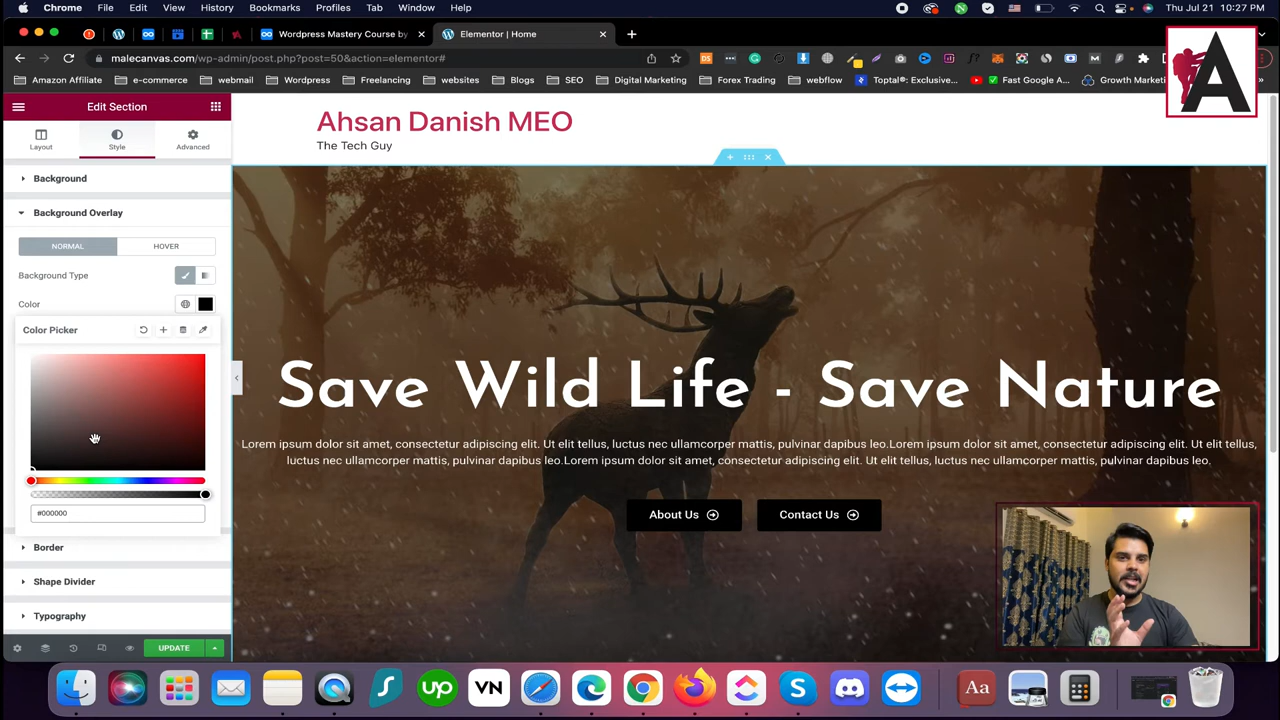 Chrome File Edit View History Bookmarks Profiles Tab Window Help Thu Jul 21 10:27 PM
Wordpress Mastery Course by Elementor | Home
malecanvas.com/wp-admin/post.php?post=50&action=elementor#
Amazon Affiliate e-commerce webmail Wordpress Freelancing websites Blogs SEO Digital Marketing Forex Trading webflow Toptal®: Exclusive... Fast Google A... Growth Market
A
Edit Section
Layout Style Advanced
Background
Background Overlay
NORMAL HOVER
Background Type
Color
Color Picker
#000000
Border
Shape Divider
Typography
UPDATE
Ahsan Danish MEO
The Tech Guy
Save Wild Life - Save Nature
Lorem ipsum dolor sit amet, consectetur adipiscing elit. Ut elit tellus, luctus nec ullamcorper mattis, pulvinar dapibus leo.Lorem ipsum dolor sit amet, consectetur adipiscing elit. Ut elit tellus,
luctus nec ullamcorper mattis, pulvinar dapibus leo.Lorem ipsum dolor sit amet, consectetur adipiscing elit. Ut elit tellus, luctus nec ullamcorper mattis, pulvinar dapibus leo.
About Us Contact Us
up VN Aa